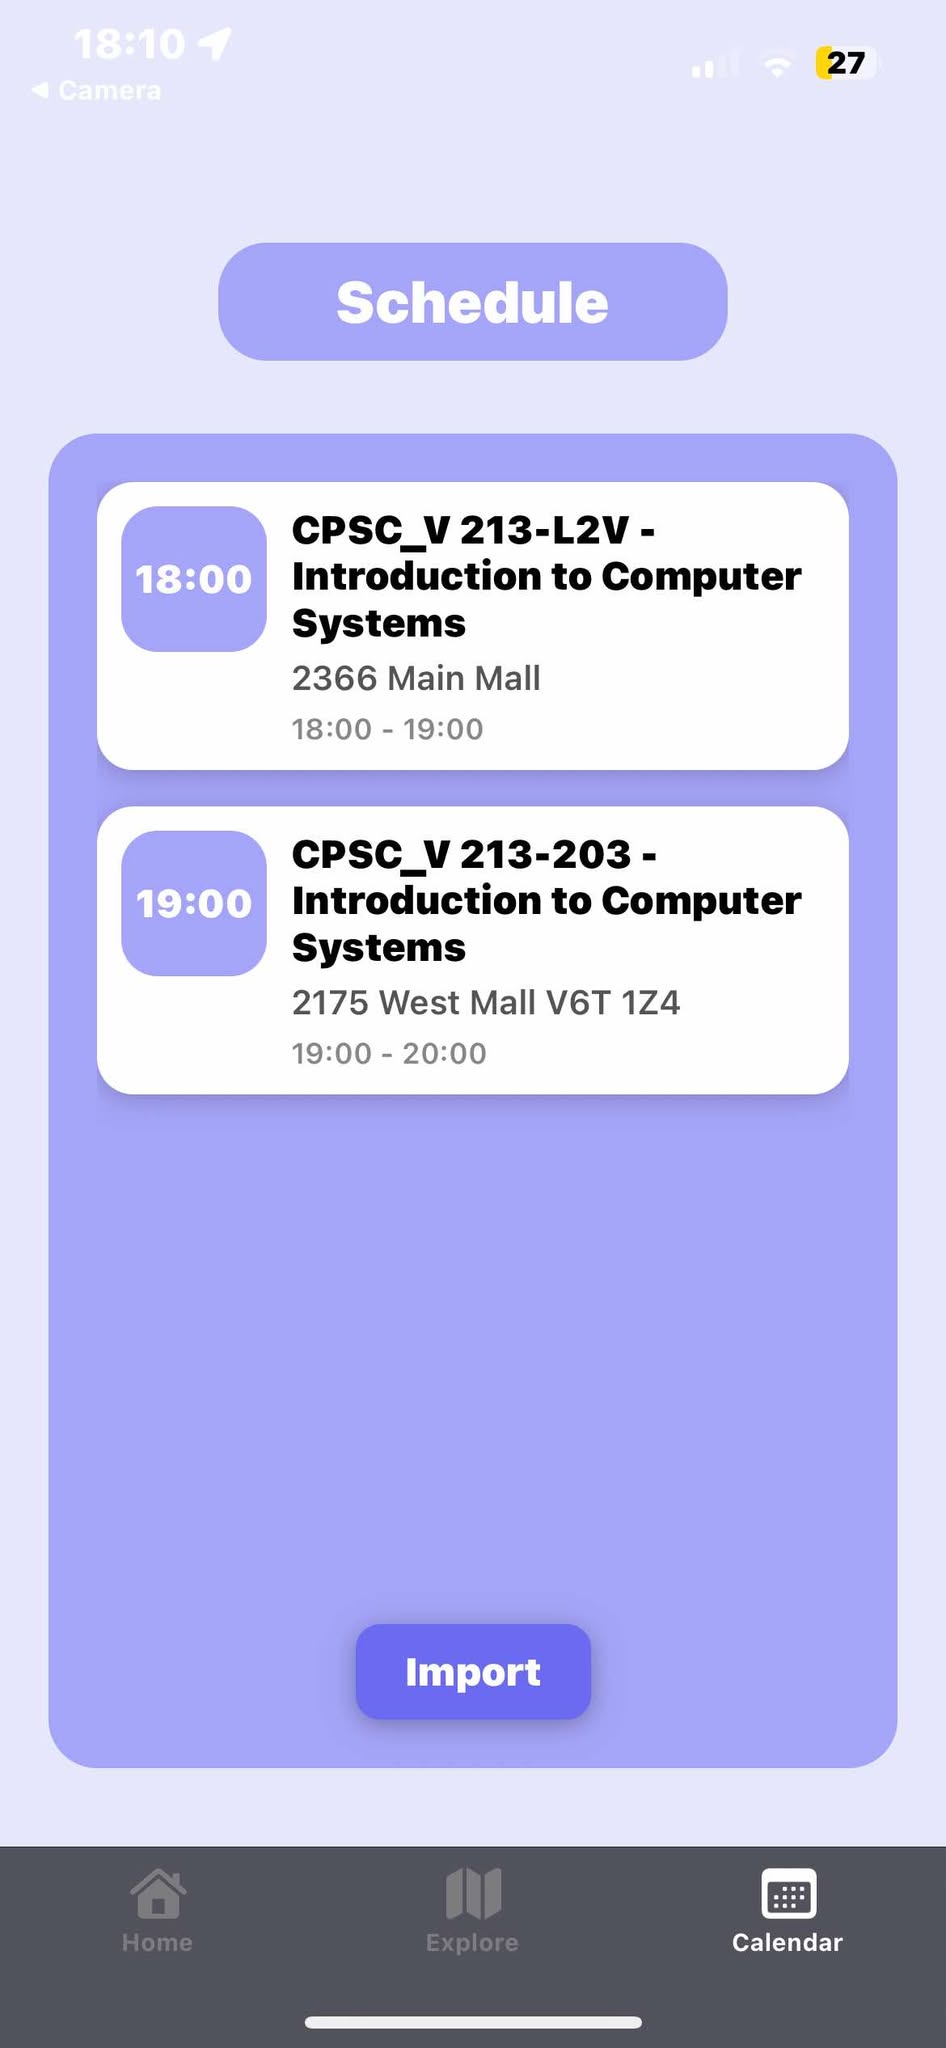 18:10
27
Camera
Schedule
18:00
CPSC_V 213-L2V -
Introduction to Computer
Systems
2366 Main Mall
18:00 - 19:00
19:00
CPSC_V 213-203 -
Introduction to Computer
Systems
2175 West Mall V6T 1Z4
19:00 - 20:00
Import
Home
Explore
Calendar